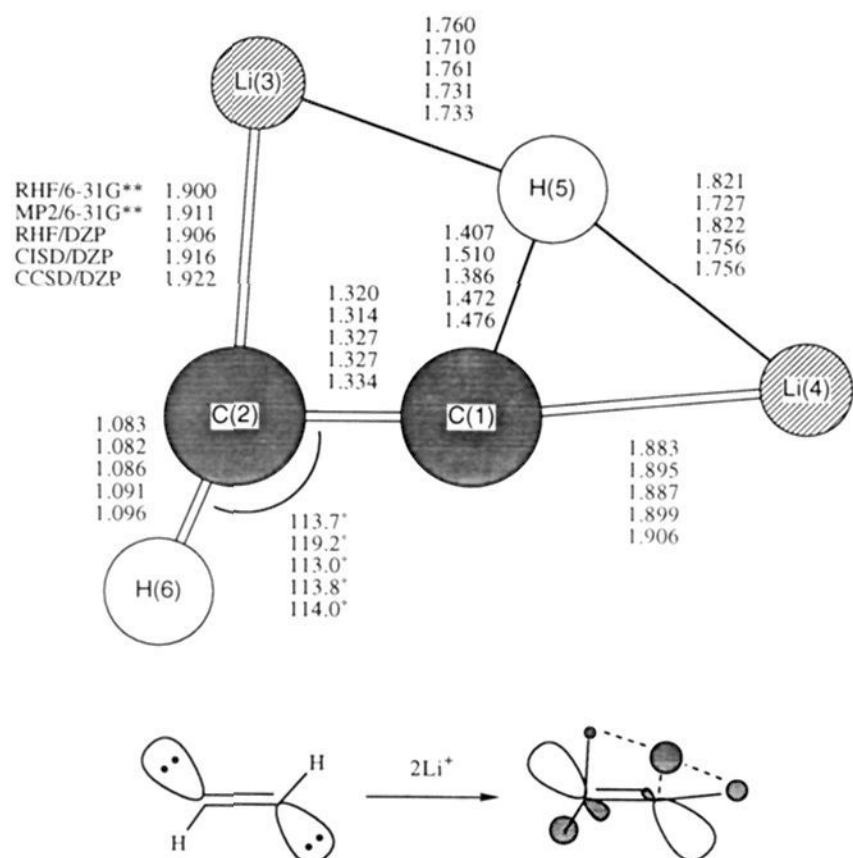 1.760
1.710
1.761
1.731
1.733
Li(3)
H(5)
1.821
1.727
1.822
1.756
1.756
RHF/6-31G** 1.900
MP2/6-31G** 1.911
RHF/DZP 1.906
CISD/DZP 1.916
CCSD/DZP 1.922
1.407
1.510
1.386
1.472
1.476
1.320
1.314
1.327
1.327
1.334
Li(4)
C(2)
C(1)
1.083
1.082
1.086
1.091
1.096
1.883
1.895
1.887
1.899
1.906
113.7°
119.2°
113.0°
113.8°
114.0°
H(6)
H
2Li⁺
H